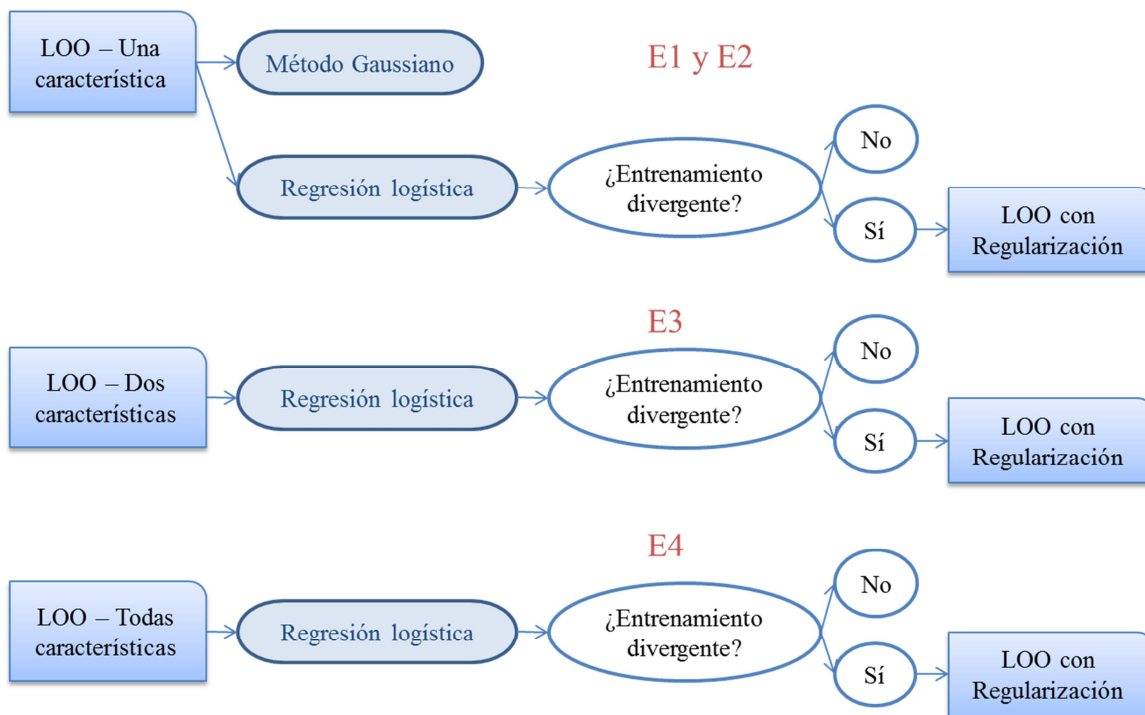 LOO – Una
característica
Método Gaussiano
E1 y E2
Regresión logística
¿Entrenamiento
divergente?
No
Sí
LOO con
Regularización
E3
LOO – Dos
características
Regresión logística
¿Entrenamiento
divergente?
No
Sí
LOO con
Regularización
E4
LOO – Todas
características
Regresión logística
¿Entrenamiento
divergente?
No
Sí
LOO con
Regularización